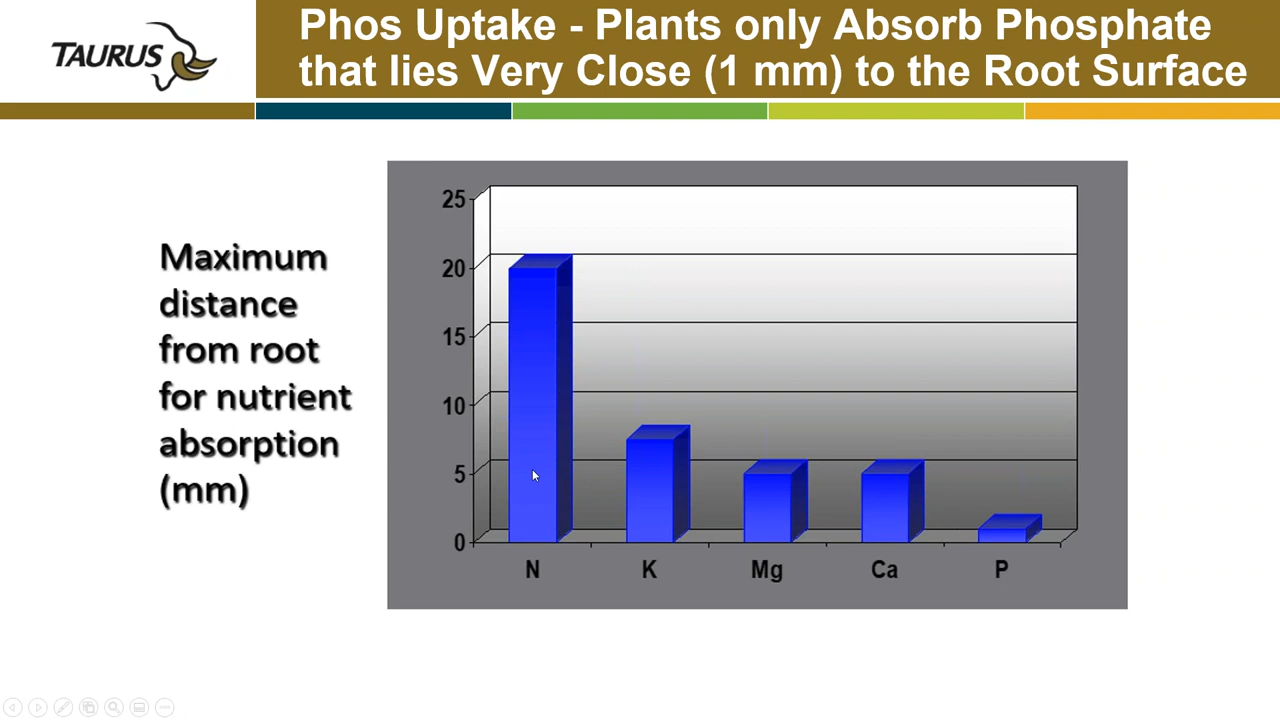 TAURUS
Phos Uptake - Plants only Absorb Phosphate
that lies Very Close (1 mm) to the Root Surface
Maximum
distance
from root
for nutrient
absorption
(mm)
25
20
15
10
5
0
N K Mg Ca P